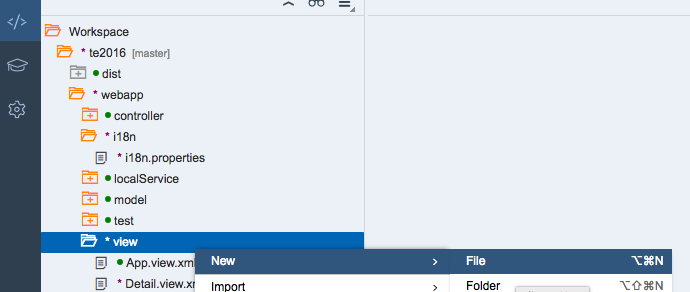 Workspace
* te2016 [master]
dist
* webapp
controller
* i18n
* i18n.properties
localService
model
test
* view
New > File ⌥⌘N
App.view.xml
Import > Folder ⌥⇧⌘N
* Detail.view.x